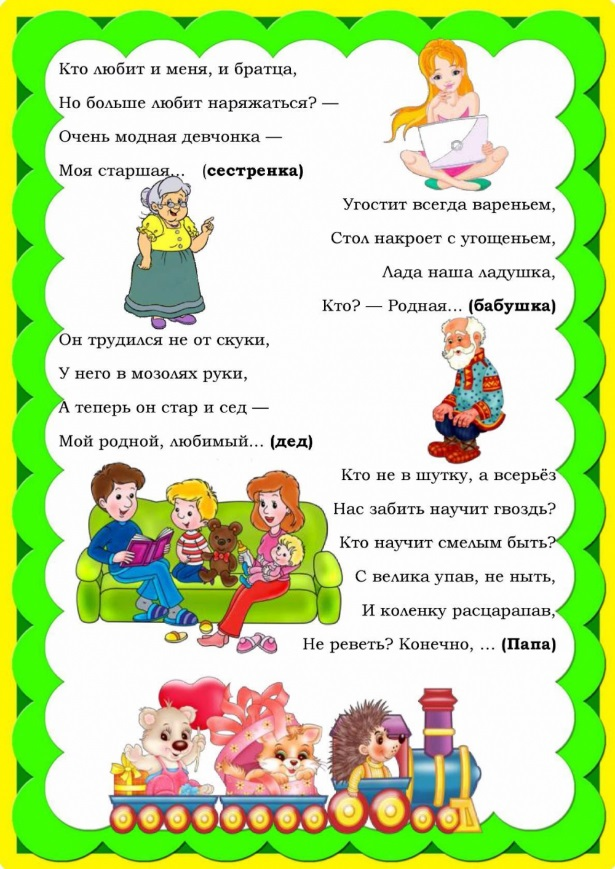 Кто любит и меня, и братца,
Но больше любит наряжаться? —
Очень модная девчонка —
Моя старшая... (сестренка)
Угостит всегда вареньем,
Стол накроет с угощеньем,
Лада наша ладушка,
Кто? — Родная... (бабушка)
Он трудился не от скуки,
У него в мозолях руки,
А теперь он стар и сед —
Мой родной, любимый... (дед)
Кто не в шутку, а всерьёз
Нас забить научит гвоздь?
Кто научит смелым быть?
С велика упав, не ныть,
И коленку расцарапав,
Не реветь? Конечно, ... (Папа)